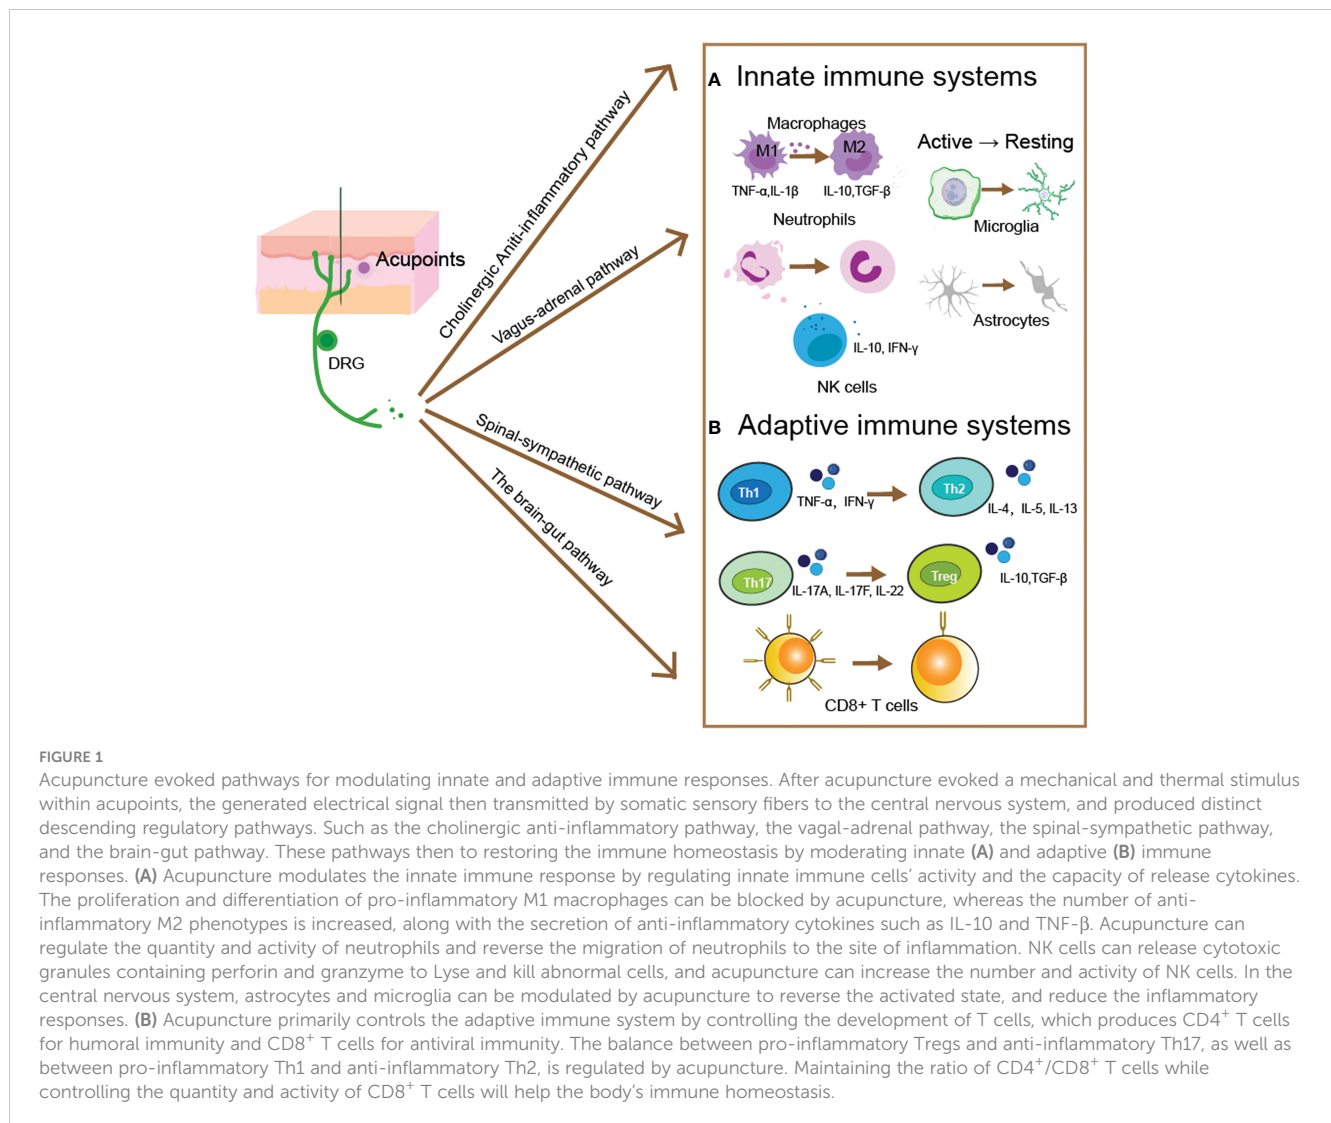 Acupoints
DRG
Cholinergic Aniti-inflammatory pathway
Vagus-adrenal pathway
Spinal-sympathetic pathway
The brain-gut pathway
A Innate immune systems
Macrophages
M1
M2
TNF-α,IL-1β
IL-10,TGF-β
Active → Resting
Microglia
Neutrophils
Astrocytes
IL-10, IFN-γ
NK cells
B Adaptive immune systems
Th1
TNF-α, IFN-γ
Th2
IL-4, IL-5, IL-13
Th17
IL-17A, IL-17F, IL-22
Treg
IL-10,TGF-β
CD8+ T cells
FIGURE 1
Acupuncture evoked pathways for modulating innate and adaptive immune responses. After acupuncture evoked a mechanical and thermal stimulus
within acupoints, the generated electrical signal then transmitted by somatic sensory fibers to the central nervous system, and produced distinct
descending regulatory pathways. Such as the cholinergic anti-inflammatory pathway, the vagal-adrenal pathway, the spinal-sympathetic pathway,
and the brain-gut pathway. These pathways then to restoring the immune homeostasis by moderating innate (A) and adaptive (B) immune
responses. (A) Acupuncture modulates the innate immune response by regulating innate immune cells' activity and the capacity of release cytokines.
The proliferation and differentiation of pro-inflammatory M1 macrophages can be blocked by acupuncture, whereas the number of anti-
inflammatory M2 phenotypes is increased, along with the secretion of anti-inflammatory cytokines such as IL-10 and TNF-β. Acupuncture can
regulate the quantity and activity of neutrophils and reverse the migration of neutrophils to the site of inflammation. NK cells can release cytotoxic
granules containing perforin and granzyme to Lyse and kill abnormal cells, and acupuncture can increase the number and activity of NK cells. In the
central nervous system, astrocytes and microglia can be modulated by acupuncture to reverse the activated state, and reduce the inflammatory
responses. (B) Acupuncture primarily controls the adaptive immune system by controlling the development of T cells, which produces CD4⁺ T cells
for humoral immunity and CD8⁺ T cells for antiviral immunity. The balance between pro-inflammatory Tregs and anti-inflammatory Th17, as well as
between pro-inflammatory Th1 and anti-inflammatory Th2, is regulated by acupuncture. Maintaining the ratio of CD4⁺/CD8⁺ T cells while
controlling the quantity and activity of CD8⁺ T cells will help the body's immune homeostasis.